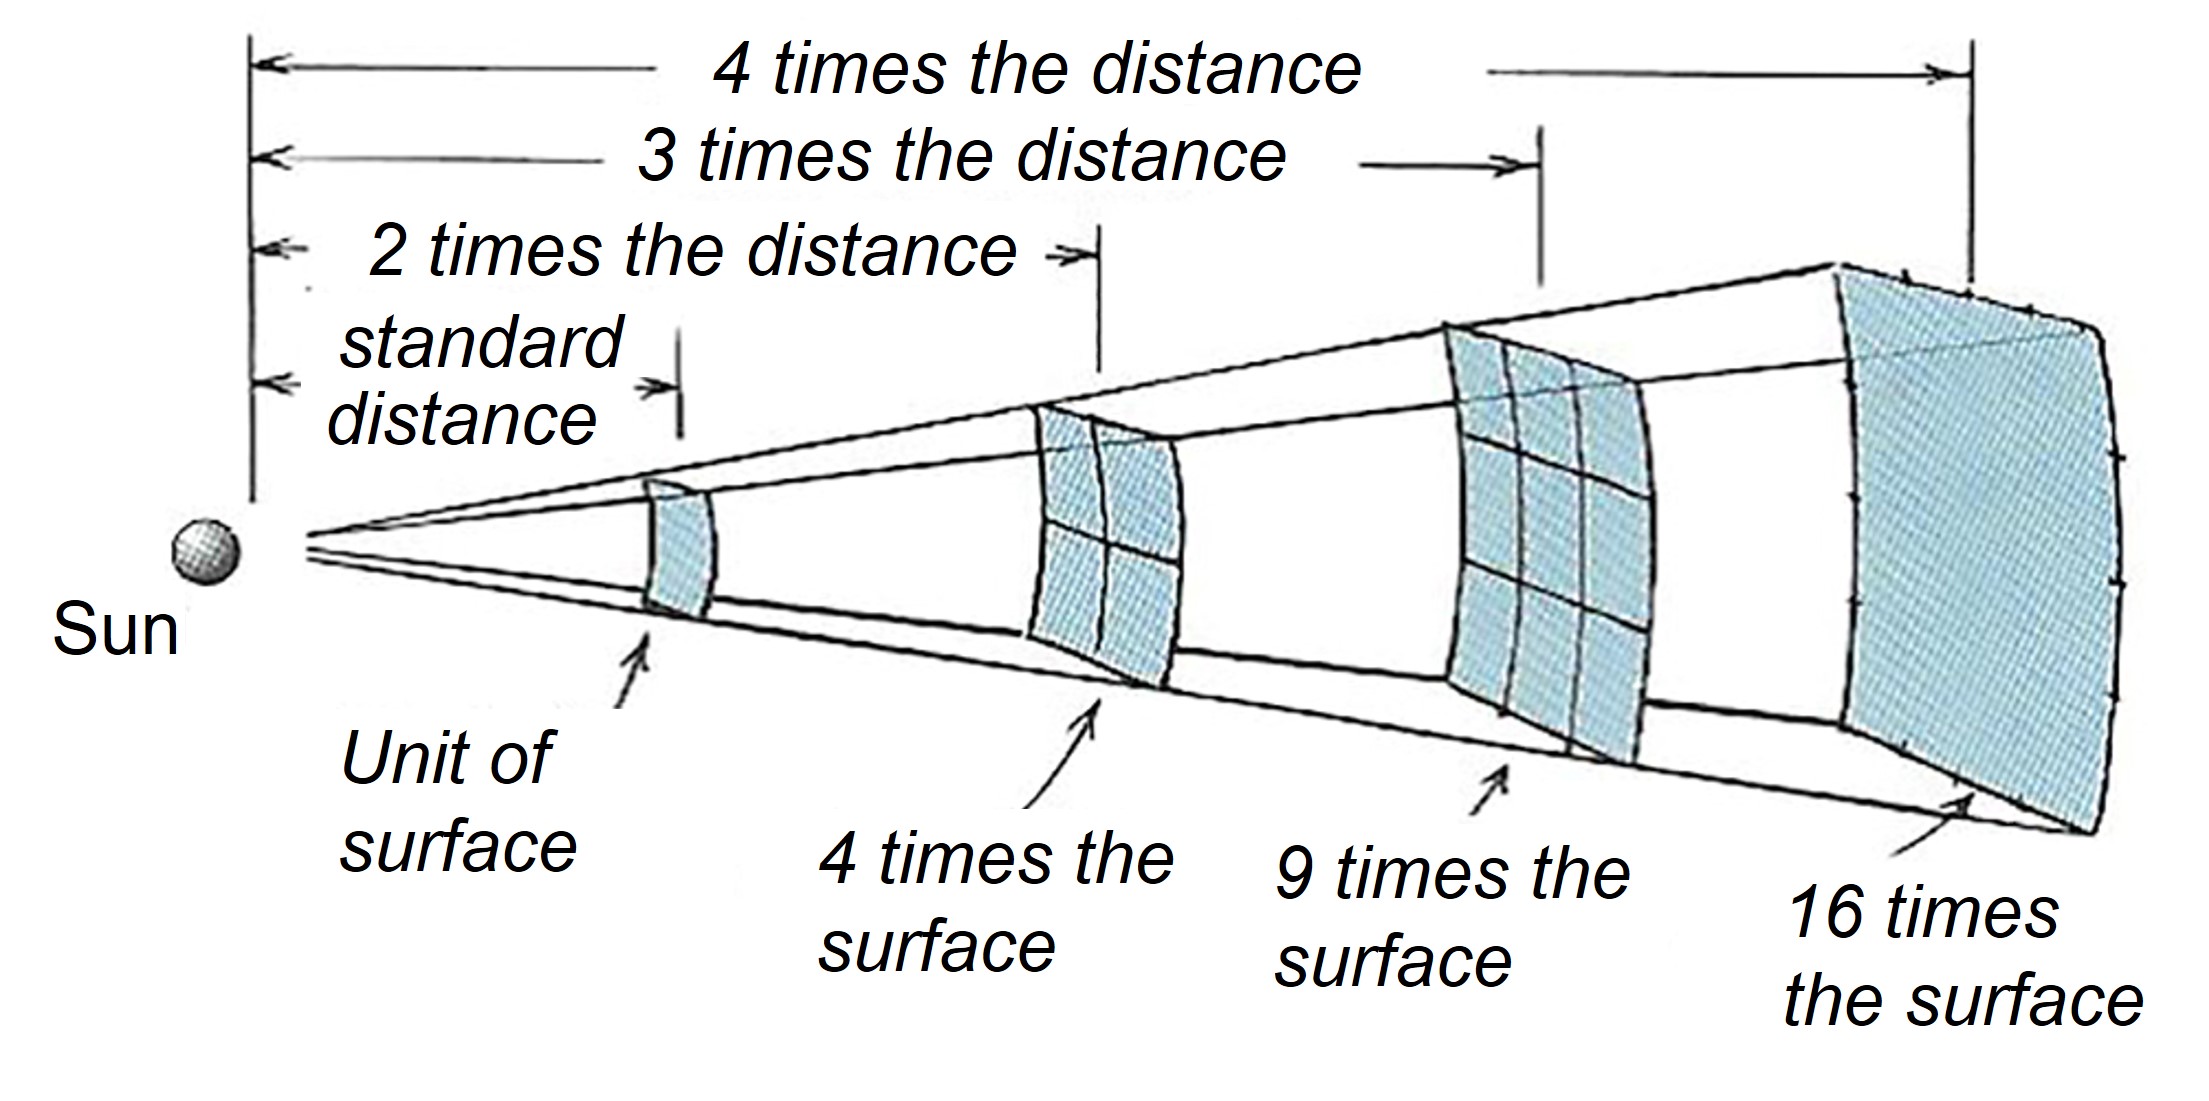 4 times the distance
3 times the distance
2 times the distance
standard
distance
Sun
Unit of
surface
4 times the
surface
9 times the
surface
16 times
the surface